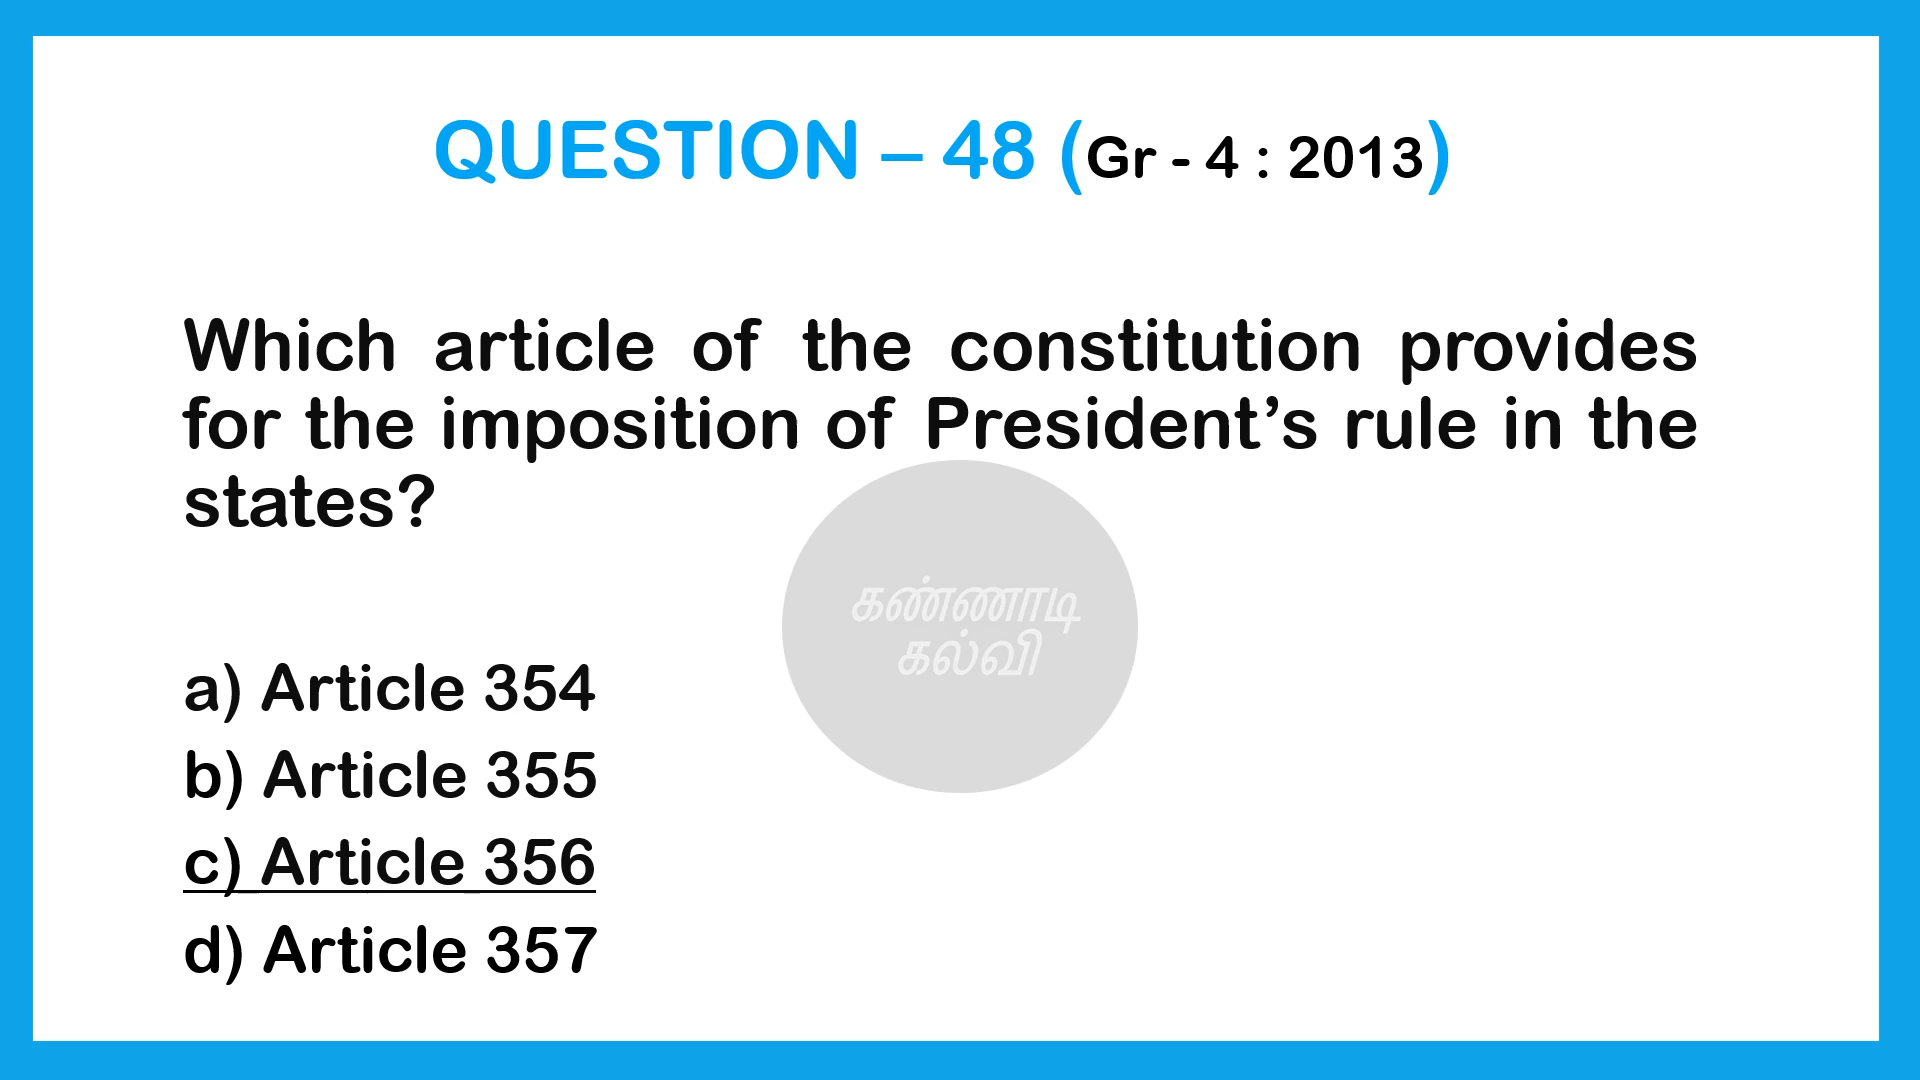 QUESTION – 48 (Gr - 4 : 2013)
Which article of the constitution provides
for the imposition of President’s rule in the
states?
கண்ணாடி
கல்வி
a) Article 354
b) Article 355
c) Article 356
d) Article 357